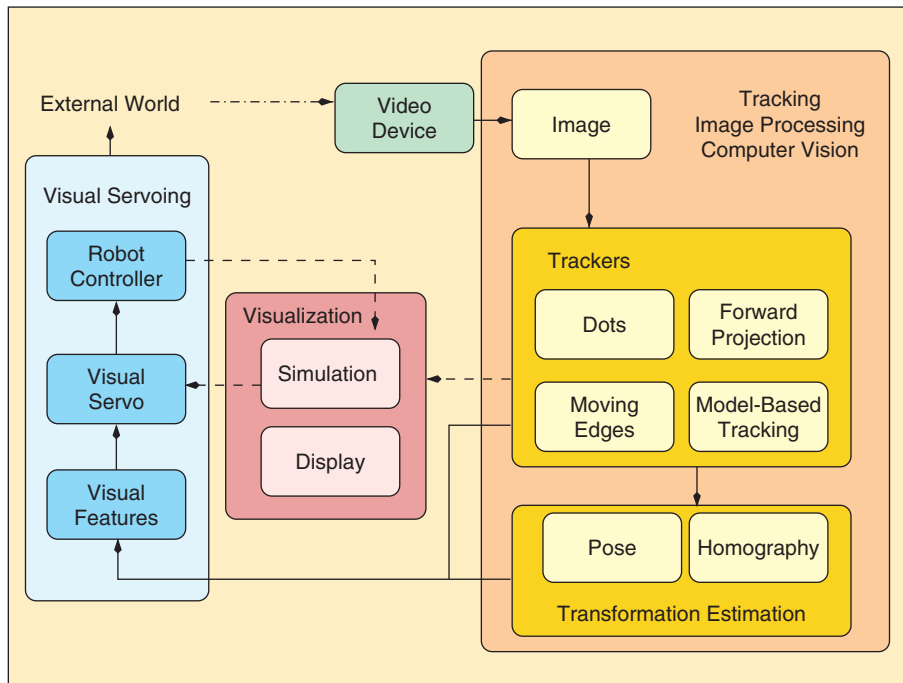 External World
Video
Device
Image
Tracking
Image Processing
Computer Vision
Visual Servoing
Robot
Controller
Visual
Servo
Visual
Features
Visualization
Simulation
Display
Trackers
Dots
Forward
Projection
Moving
Edges
Model-Based
Tracking
Pose
Homography
Transformation Estimation